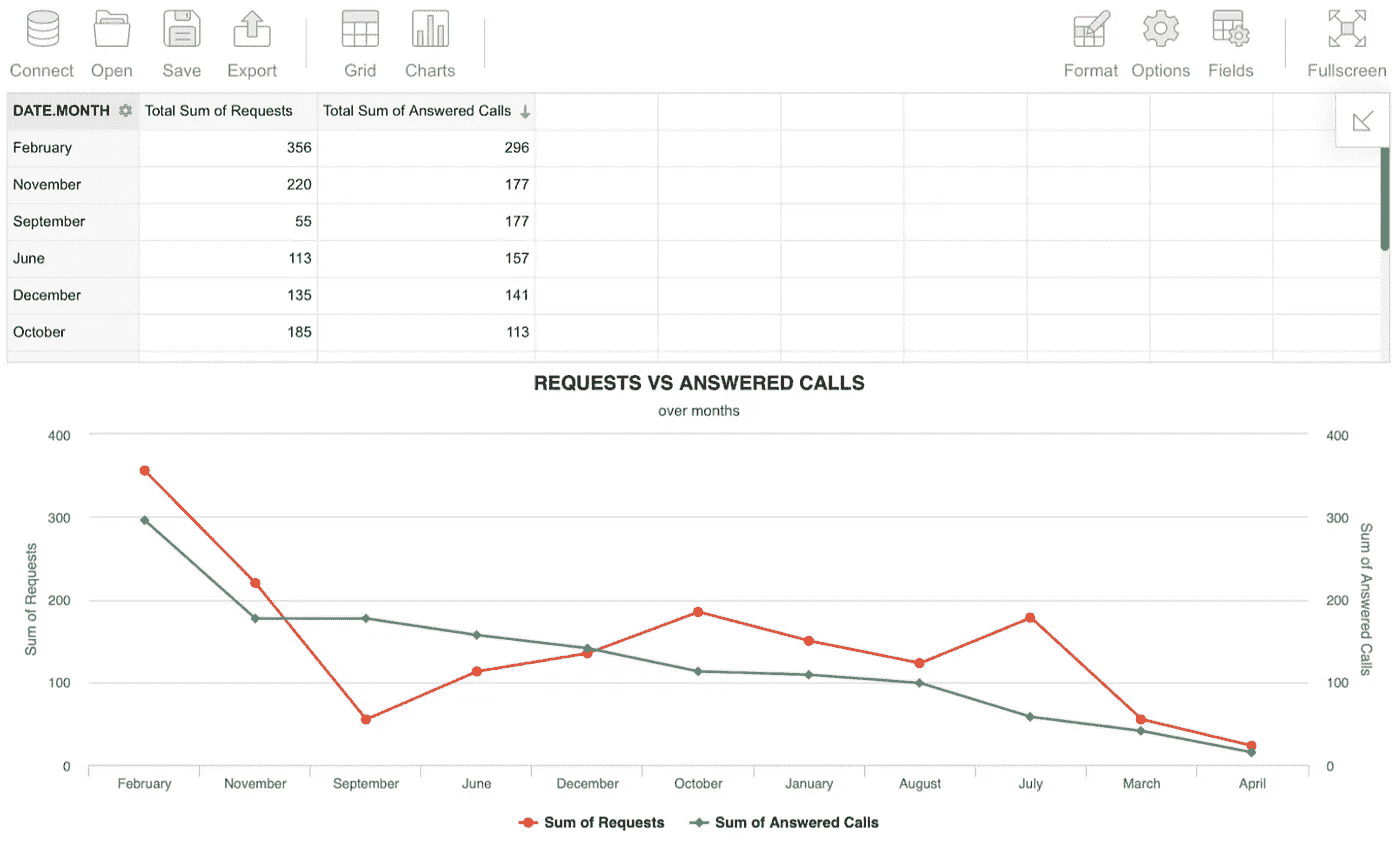 Connect Open Save Export Grid Charts Format Options Fields Fullscreen
DATE.MONTH Total Sum of Requests Total Sum of Answered Calls
February 356 296
November 220 177
September 55 177
June 113 157
December 135 141
October 185 113
REQUESTS VS ANSWERED CALLS
over months
400 400
300 300
200 200
100 100
0 0
Sum of Requests
Sum of Answered Calls
February November September June December October January August July March April
Sum of Requests Sum of Answered Calls